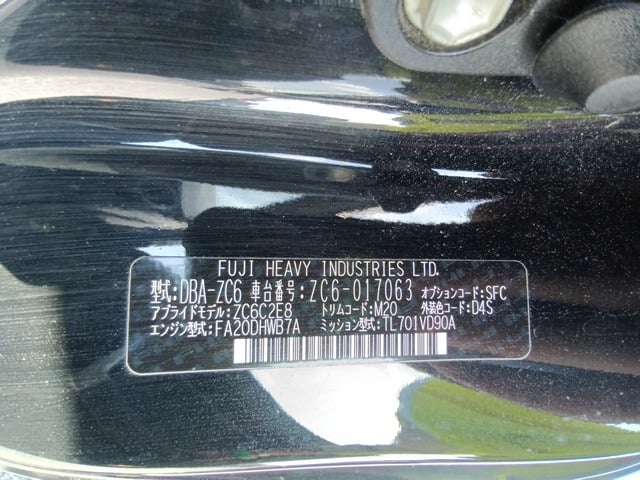 FUJI HEAVY INDUSTRIES LTD.
型式:DBA-ZC6 車台番号:ZC6-017063 オプションコード:SFC
アプライドモデル:ZC6C2E8 トリムコード:M20 外装色コード:D4S
エンジン型式:FA20DHWB7A ミッション型式:TL701VD90A